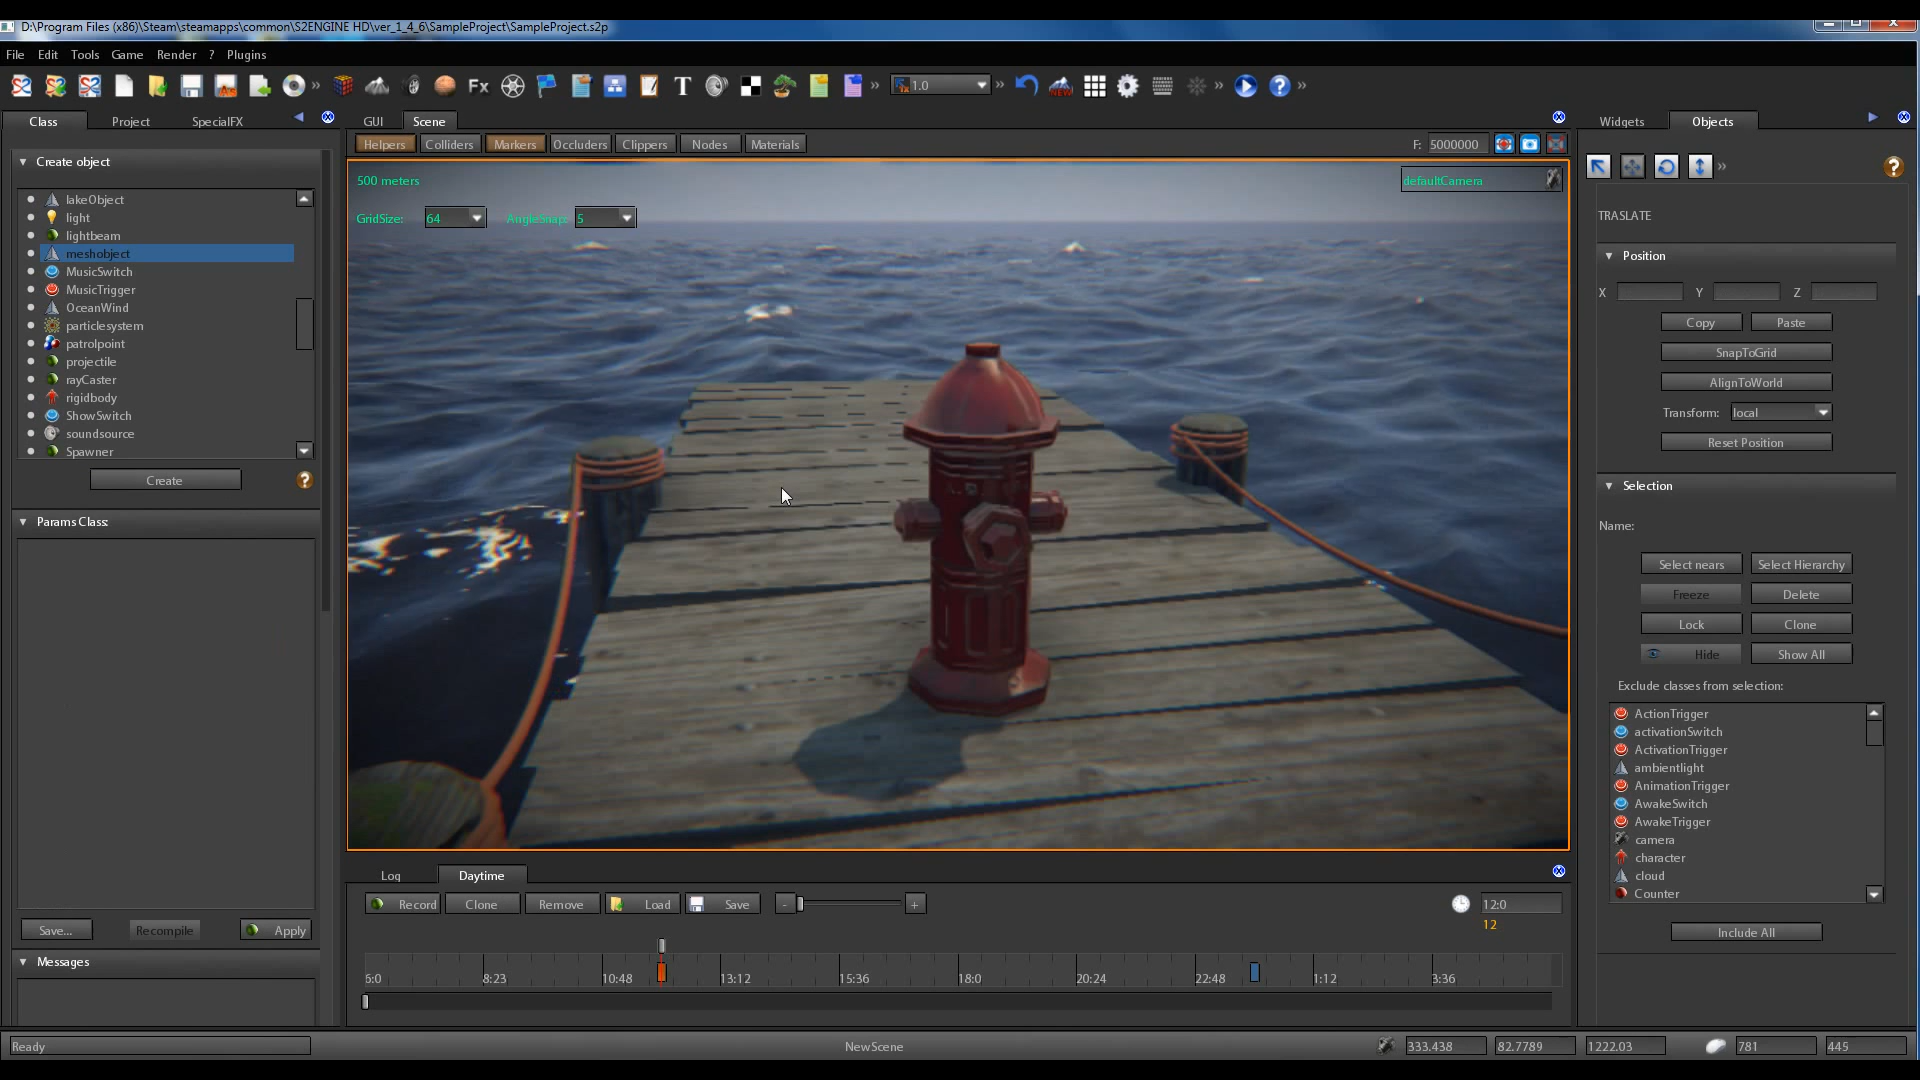 D:\Program Files (x86)\Steam\steamapps\common\S2ENGINE HD\ver_1_4_6\SampleProject\SampleProject.s2p
File Edit Tools Game Render ? Plugins
Fx T 1.0 NEW ?
Class Project SpecialFX
GUI Scene
Widgets Objects
Helpers Colliders Markers Occluders Clippers Nodes Materials F: 5000000
Create object
lakeObject
light
lightbeam
meshobject
MusicSwitch
MusicTrigger
OceanWind
particlesystem
patrolpoint
projectile
rayCaster
rigidbody
ShowSwitch
soundsource
Spawner
Create ?
Params Class:
Save... Recompile Apply
Messages
500 meters
defaultCamera
GridSize: 64 AngleSnap: 5
Log Daytime
Record Clone Remove Load Save - +
12:0
12
6:0 8:23 10:48 13:12 15:36 18:0 20:24 22:48 1:12 3:36
TRASLATE
Position
X Y Z
Copy Paste
SnapToGrid
AlignToWorld
Transform: local
Reset Position
Selection
Name:
Select nears Select Hierarchy
Freeze Delete
Lock Clone
Hide Show All
Exclude classes from selection:
ActionTrigger
activationSwitch
ActivationTrigger
ambientlight
AnimationTrigger
AwakeSwitch
AwakeTrigger
camera
character
cloud
Counter
Include All
Ready
NewScene
333.438 82.7789 1222.03 781 445